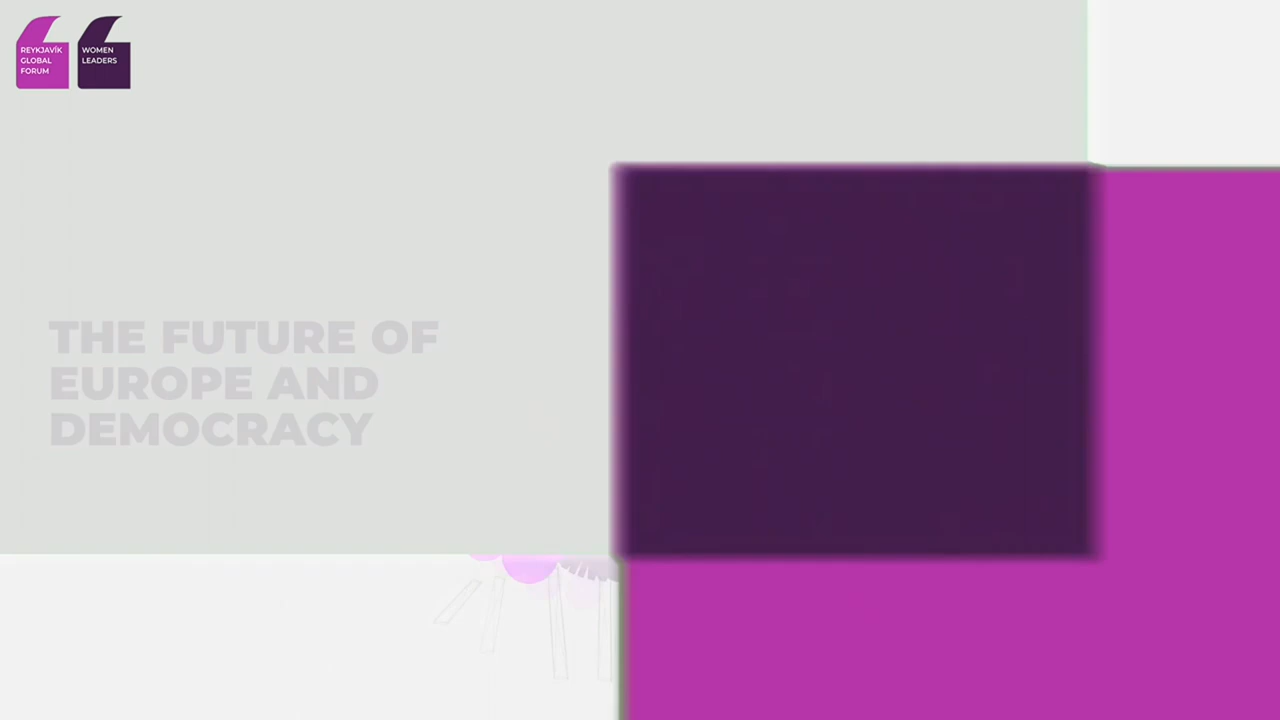 REYKJAVÍK
GLOBAL
FORUM
WOMEN
LEADERS
THE FUTURE OF
EUROPE AND
DEMOCRACY